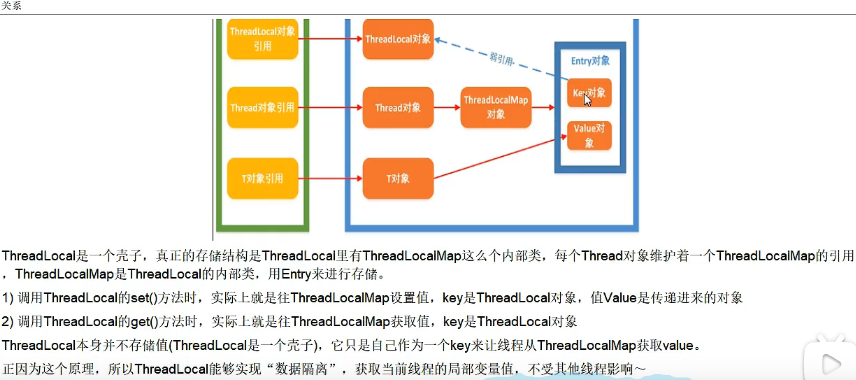 关系
ThreadLocal对象
引用
ThreadLocal对象
弱引用
Entry对象
Key对象
Thread对象引用
Thread对象
ThreadLocalMap
对象
Value对
象
T对象引用
T对象
ThreadLocal是一个壳子，真正的存储结构是ThreadLocal里有ThreadLocalMap这么个内部类，每个Thread对象维护着一个ThreadLocalMap的引用
，ThreadLocalMap是ThreadLocal的内部类，用Entry来进行存储。
1) 调用ThreadLocal的set()方法时，实际上就是往ThreadLocalMap设置值，key是ThreadLocal对象，值Value是传递进来的对象
2) 调用ThreadLocal的get()方法时，实际上就是往ThreadLocalMap获取值，key是ThreadLocal对象
ThreadLocal本身并不存储值(ThreadLocal是一个壳子)，它只是自己作为一个key来让线程从ThreadLocalMap获取value。
正因为这个原理，所以ThreadLocal能够实现“数据隔离”，获取当前线程的局部变量值，不受其他线程影响～